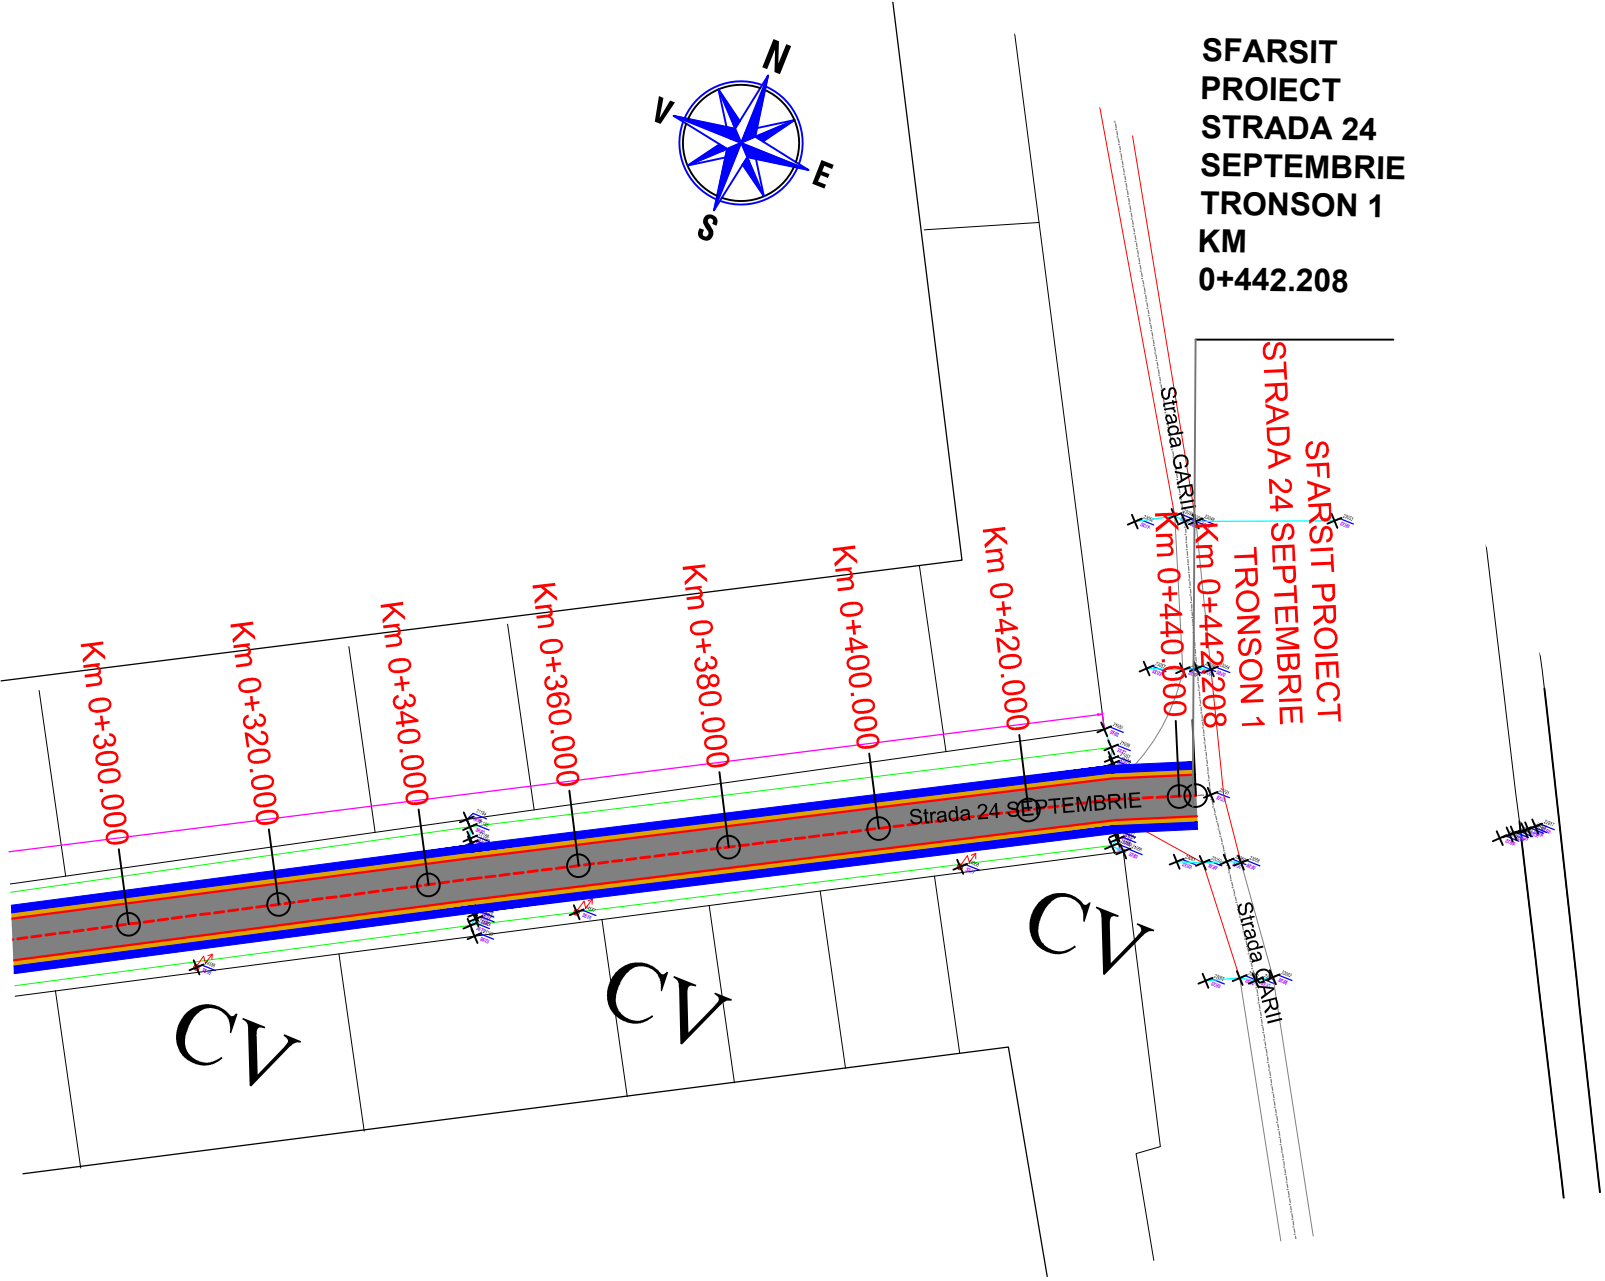 N
V
E
S
SFARSIT
PROIECT
STRADA 24
SEPTEMBRIE
TRONSON 1
KM
0+442.208
SFARSIT PROIECT
STRADA 24 SEPTEMBRIE
TRONSON 1
Km 0+442.208
Km 0+440.000
Strada GARII
Km 0+300.000
Km 0+320.000
Km 0+340.000
Km 0+360.000
Km 0+380.000
Km 0+400.000
Km 0+420.000
Strada 24 SEPTEMBRIE
Strada GARII
CV
CV
CV